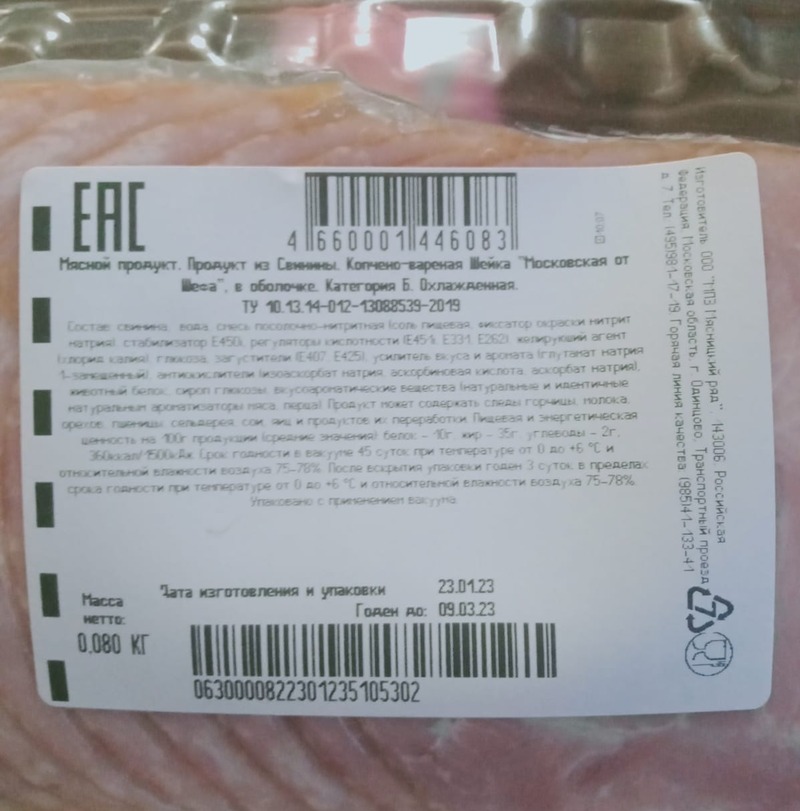 ЕАС
4 660001 446083
Мясной продукт. Продукт из Свинины. Копчено-вареная Шейка "Московская от
Шефа", в оболочке. Категория Б. Охлажденная.
ТУ 10.13.14-012-13088539-2019
Состав: свинина, вода, смесь посолочно-нитритная (соль пищевая, фиксатор окраски нитрит
натрия), стабилизатор Е450i, регуляторы кислотности (Е451i, Е331, Е262), желирующий агент
(хлорид калия), глюкоза, загустители (Е407, Е425), усилитель вкуса и аромата (глутамат натрия
1-замещенный), антиокислители (изоаскорбат натрия, аскорбиновая кислота, аскорбат натрия),
животный белок, сироп глюкозы, вкусоароматические вещества (натуральные и идентичные
натуральным ароматизаторы мяса, перца). Продукт может содержать следы горчицы, молока,
орехов, пшеницы, сельдерея, сои, яиц и продуктов их переработки. Пищевая и энергетическая
ценность на 100г продукции (средние значения): белок - 10г, жир - 35г, углеводы - 2г,
360ккал/1500кДж. Срок годности в вакууме 45 суток при температуре от 0 до +6 °С и
относительной влажности воздуха 75-78%. После вскрытия упаковки годен 3 суток в пределах
срока годности при температуре от 0 до +6 °С и относительной влажности воздуха 75-78%.
Упаковано с применением вакуума.
Масса
нетто:
0,080 КГ
Дата изготовления и упаковки 23.01.23
Годен до: 09.03.23
0630000822301235105302
Изготовитель: ООО "МПЗ Мясницкий ряд", 143006, Российская
Федерация, Московская область, г. Одинцово, Транспортный проезд
д. 7. Тел. (495)981-17-19. Горячая линия качества: (985)41-133-41